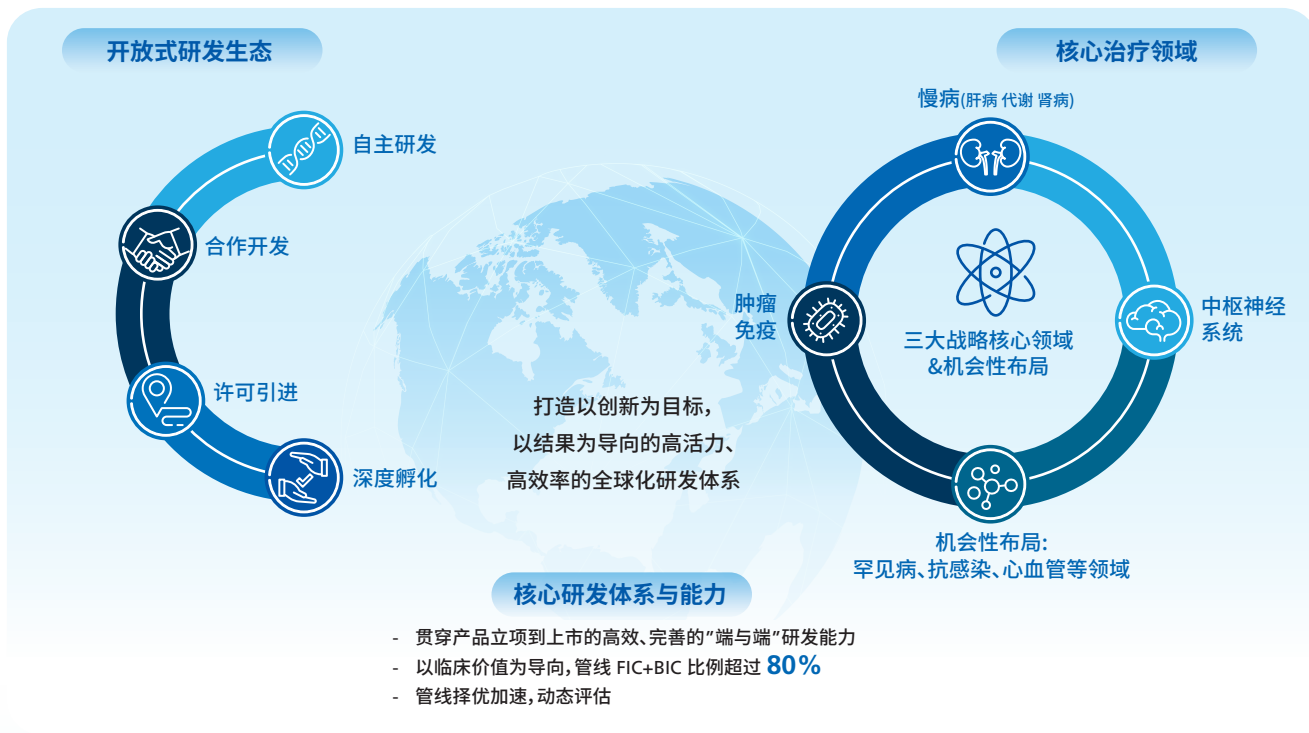 开放式研发生态
自主研发
合作开发
许可引进
深度孵化
打造以创新为目标，
以结果为导向的高活力、
高效率的全球化研发体系
核心治疗领域
慢病(肝病 代谢 肾病)
肿瘤
免疫
中枢神经
系统
三大战略核心领域
&机会性布局
机会性布局:
罕见病、抗感染、心血管等领域
核心研发体系与能力
- 贯穿产品立项到上市的高效、完善的"端与端"研发能力
- 以临床价值为导向，管线 FIC+BIC 比例超过 80%
- 管线择优加速，动态评估